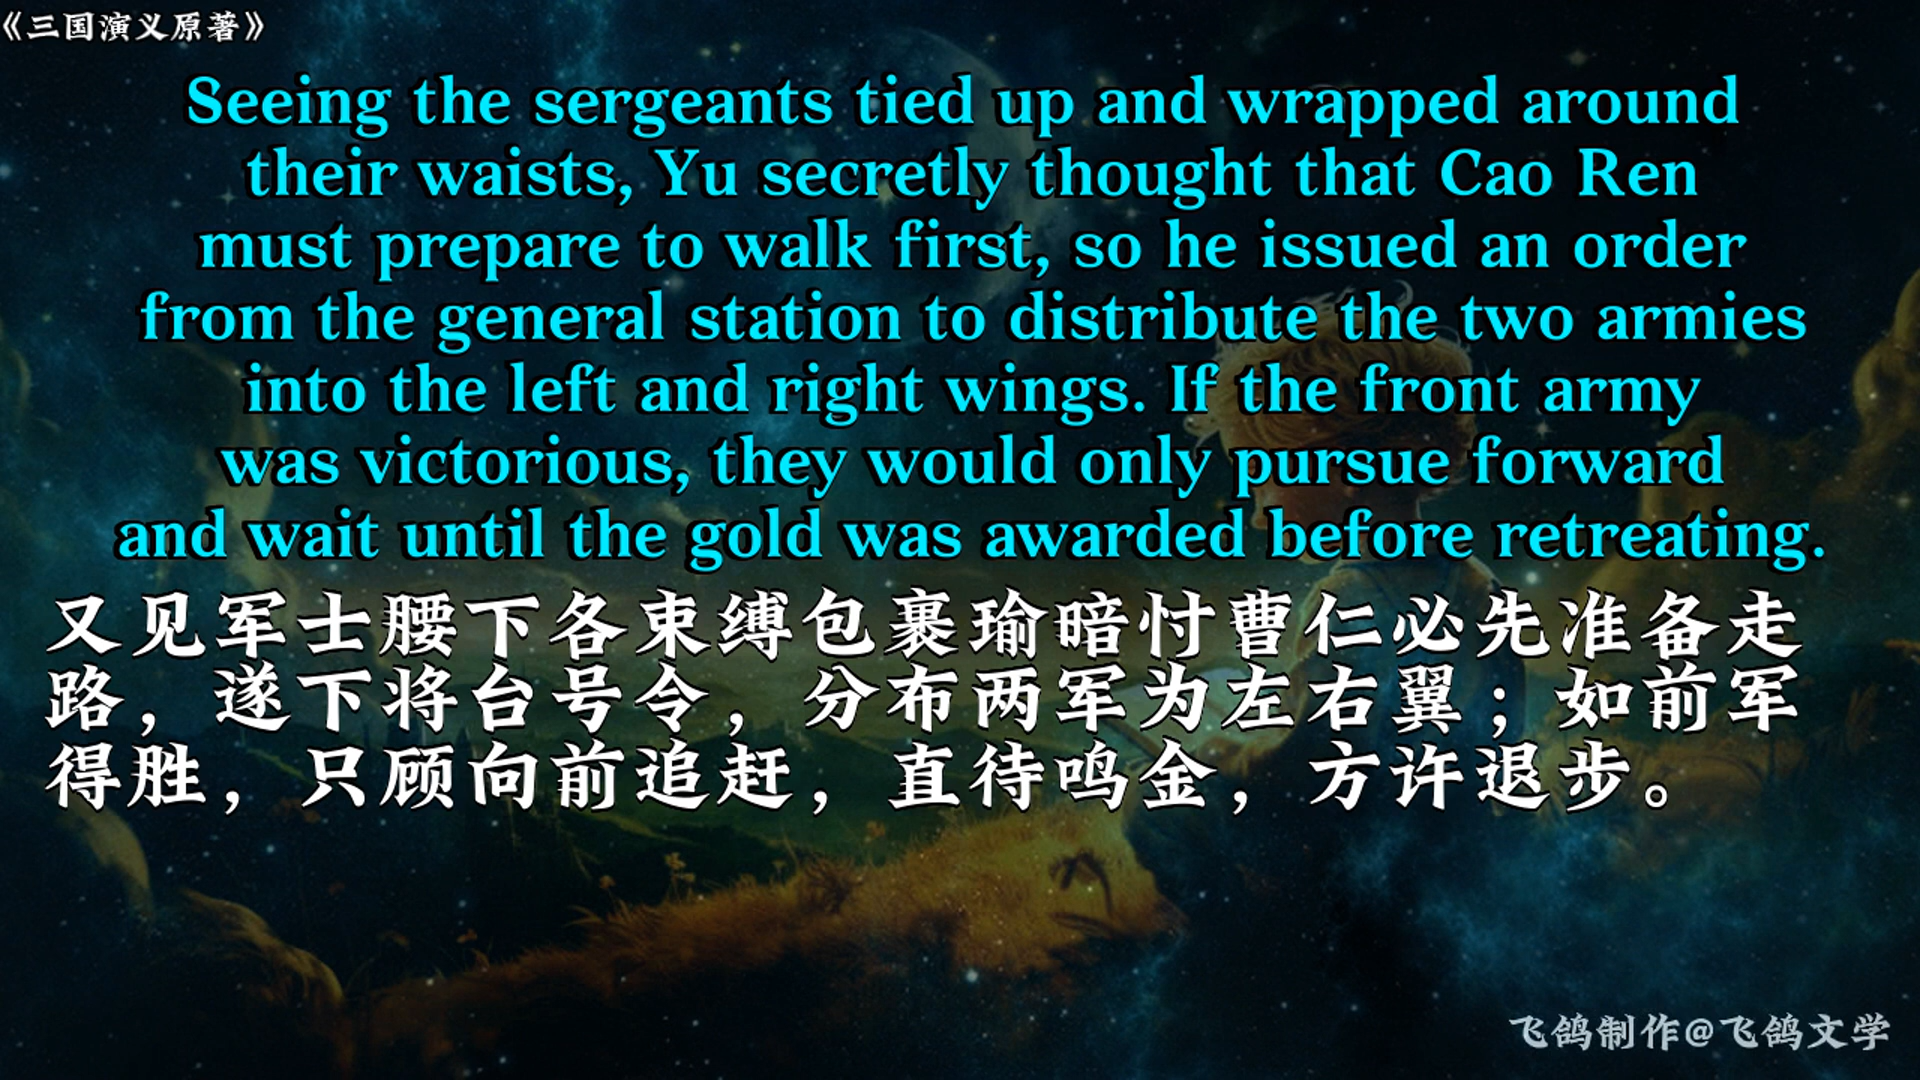 《三国演义原著》
Seeing the sergeants tied up and wrapped around
their waists, Yu secretly thought that Cao Ren
must prepare to walk first, so he issued an order
from the general station to distribute the two armies
into the left and right wings. If the front army
was victorious, they would only pursue forward
and wait until the gold was awarded before retreating.
又见军士腰下各束缚包裹瑜暗忖曹仁必先准备走
路，遂下将台号令，分布两军为左右翼；如前军
得胜，只顾向前追赶，直待鸣金，方许退步。
飞鸽制作@飞鸽文学